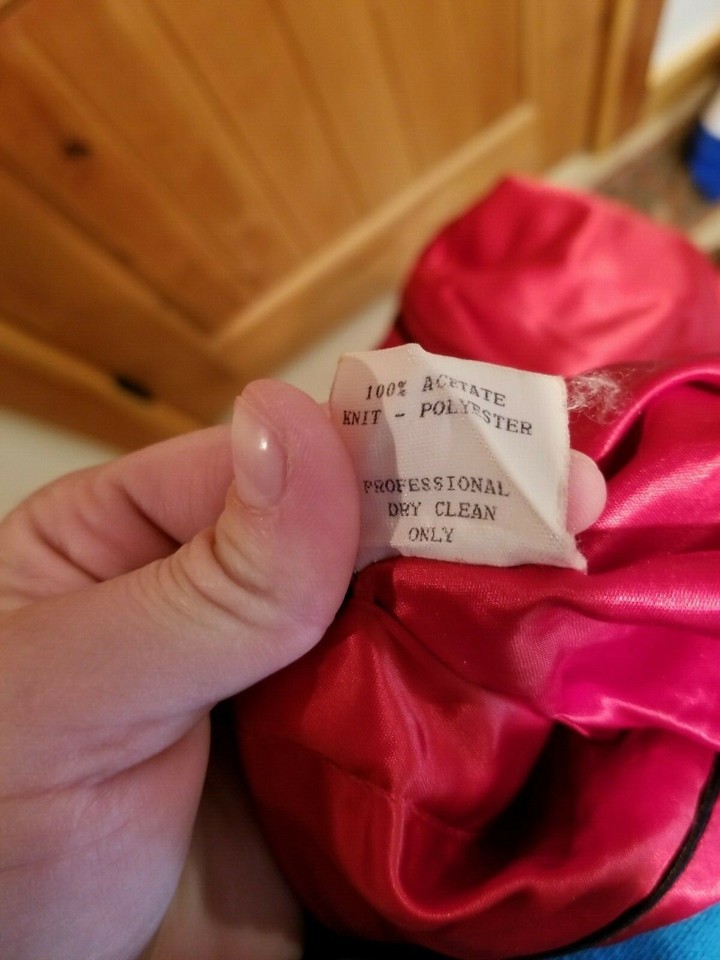 100% ACETATE
KNIT - POLYESTER
PROFESSIONAL
DRY CLEAN
ONLY